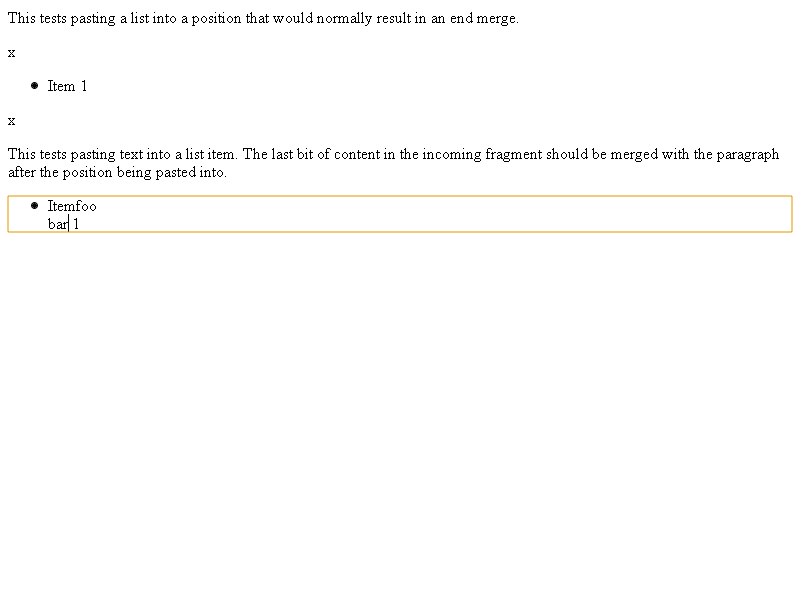 This tests pasting a list into a position that would normally result in an end merge.
x
Item 1
x
This tests pasting text into a list item. The last bit of content in the incoming fragment should be merged with the paragraph
after the position being pasted into.
Itemfoo
bar 1